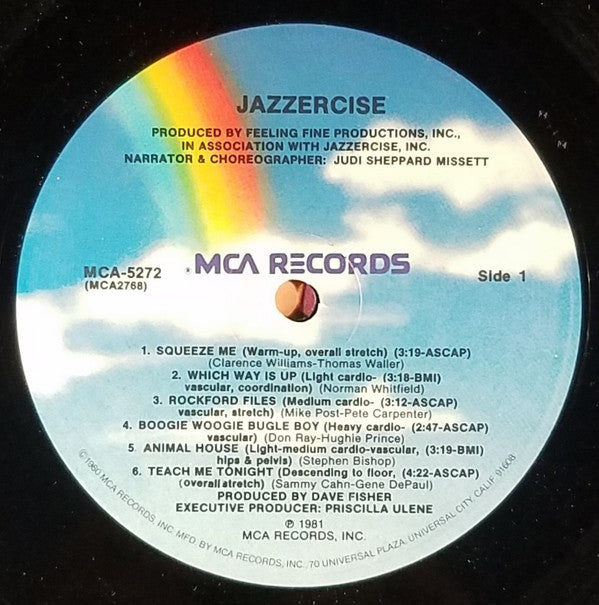 JAZZERCISE
PRODUCED BY FEELING FINE PRODUCTIONS, INC.,
IN ASSOCIATION WITH JAZZERCISE, INC.
NARRATOR & CHOREOGRAPHER: JUDI SHEPPARD MISSETT
MCA RECORDS
MCA-5272
(MCA2768)
Side 1
1. SQUEEZE ME (Warm-up, overall stretch) (3:19-ASCAP)
(Clarence Williams-Thomas Waller)
2. WHICH WAY IS UP (Light cardio- (3:18-BMI)
vascular, coordination) (Norman Whitfield)
3. ROCKFORD FILES (Medium cardio- (3:12-ASCAP)
vascular, stretch) (Mike Post-Pete Carpenter)
4. BOOGIE WOOGIE BUGLE BOY (Heavy cardio- (2:47-ASCAP)
vascular) (Don Ray-Hughie Prince)
5. ANIMAL HOUSE (Light-medium cardio-vascular, (3:19-BMI)
hips & pelvis) (Stephen Bishop)
6. TEACH ME TONIGHT (Descending to floor, (4:22-ASCAP)
(overall stretch) (Sammy Cahn-Gene DePaul)
PRODUCED BY DAVE FISHER
EXECUTIVE PRODUCER: PRISCILLA ULENE
℗ 1981
MCA RECORDS, INC.
©1980 MCA RECORDS, INC. MFD. BY MCA RECORDS, INC., 70 UNIVERSAL PLAZA, UNIVERSAL CITY, CALIF. 91608